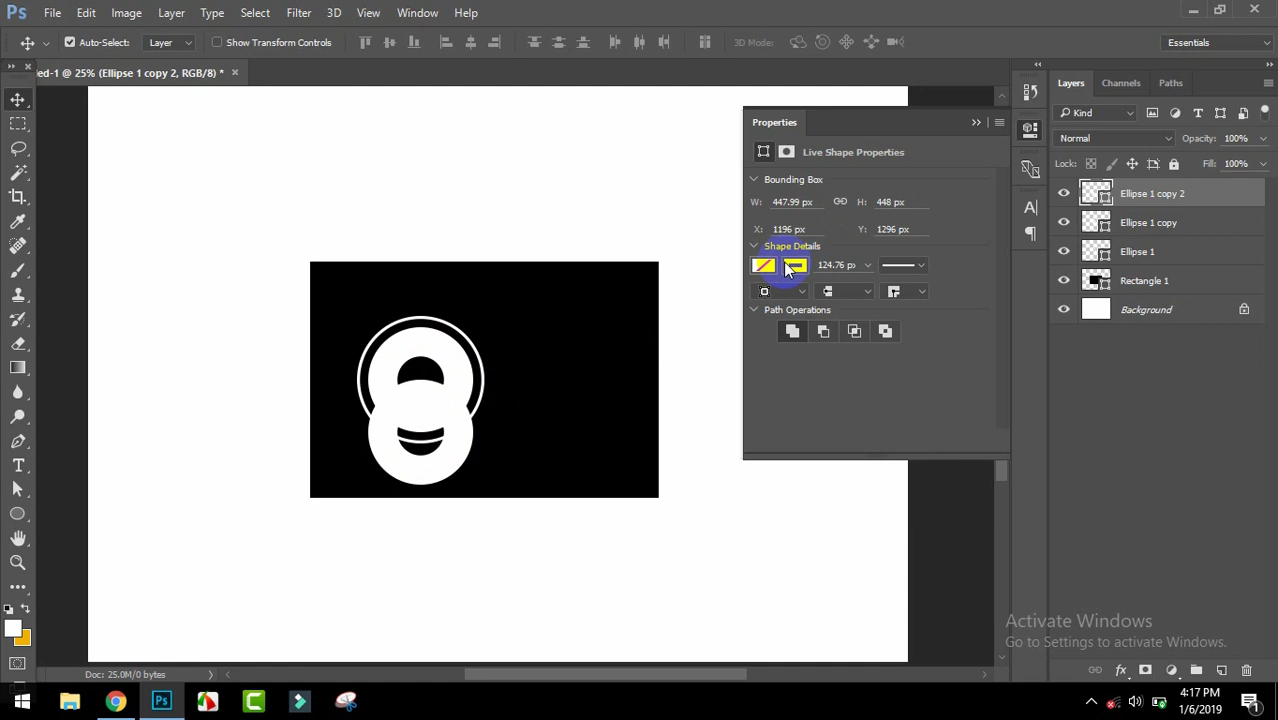 Ps File Edit Image Layer Type Select Filter 3D View Window Help
Auto-Select: Layer Show Transform Controls 3D Mode: Essentials
ed-1 @ 25% (Ellipse 1 copy 2, RGB/8) * ×
Properties
Live Shape Properties
Bounding Box
W: 447.99 px H: 448 px
X: 1196 px Y: 1296 px
Shape Details
124.76 px
Path Operations
Layers Channels Paths
Kind
Normal Opacity: 100%
Lock: Fill: 100%
Ellipse 1 copy 2
Ellipse 1 copy
Ellipse 1
Rectangle 1
Background
Activate Windows
Go to Settings to activate Windows.
Doc: 25.0M/0 bytes
4:17 PM
1/6/2019